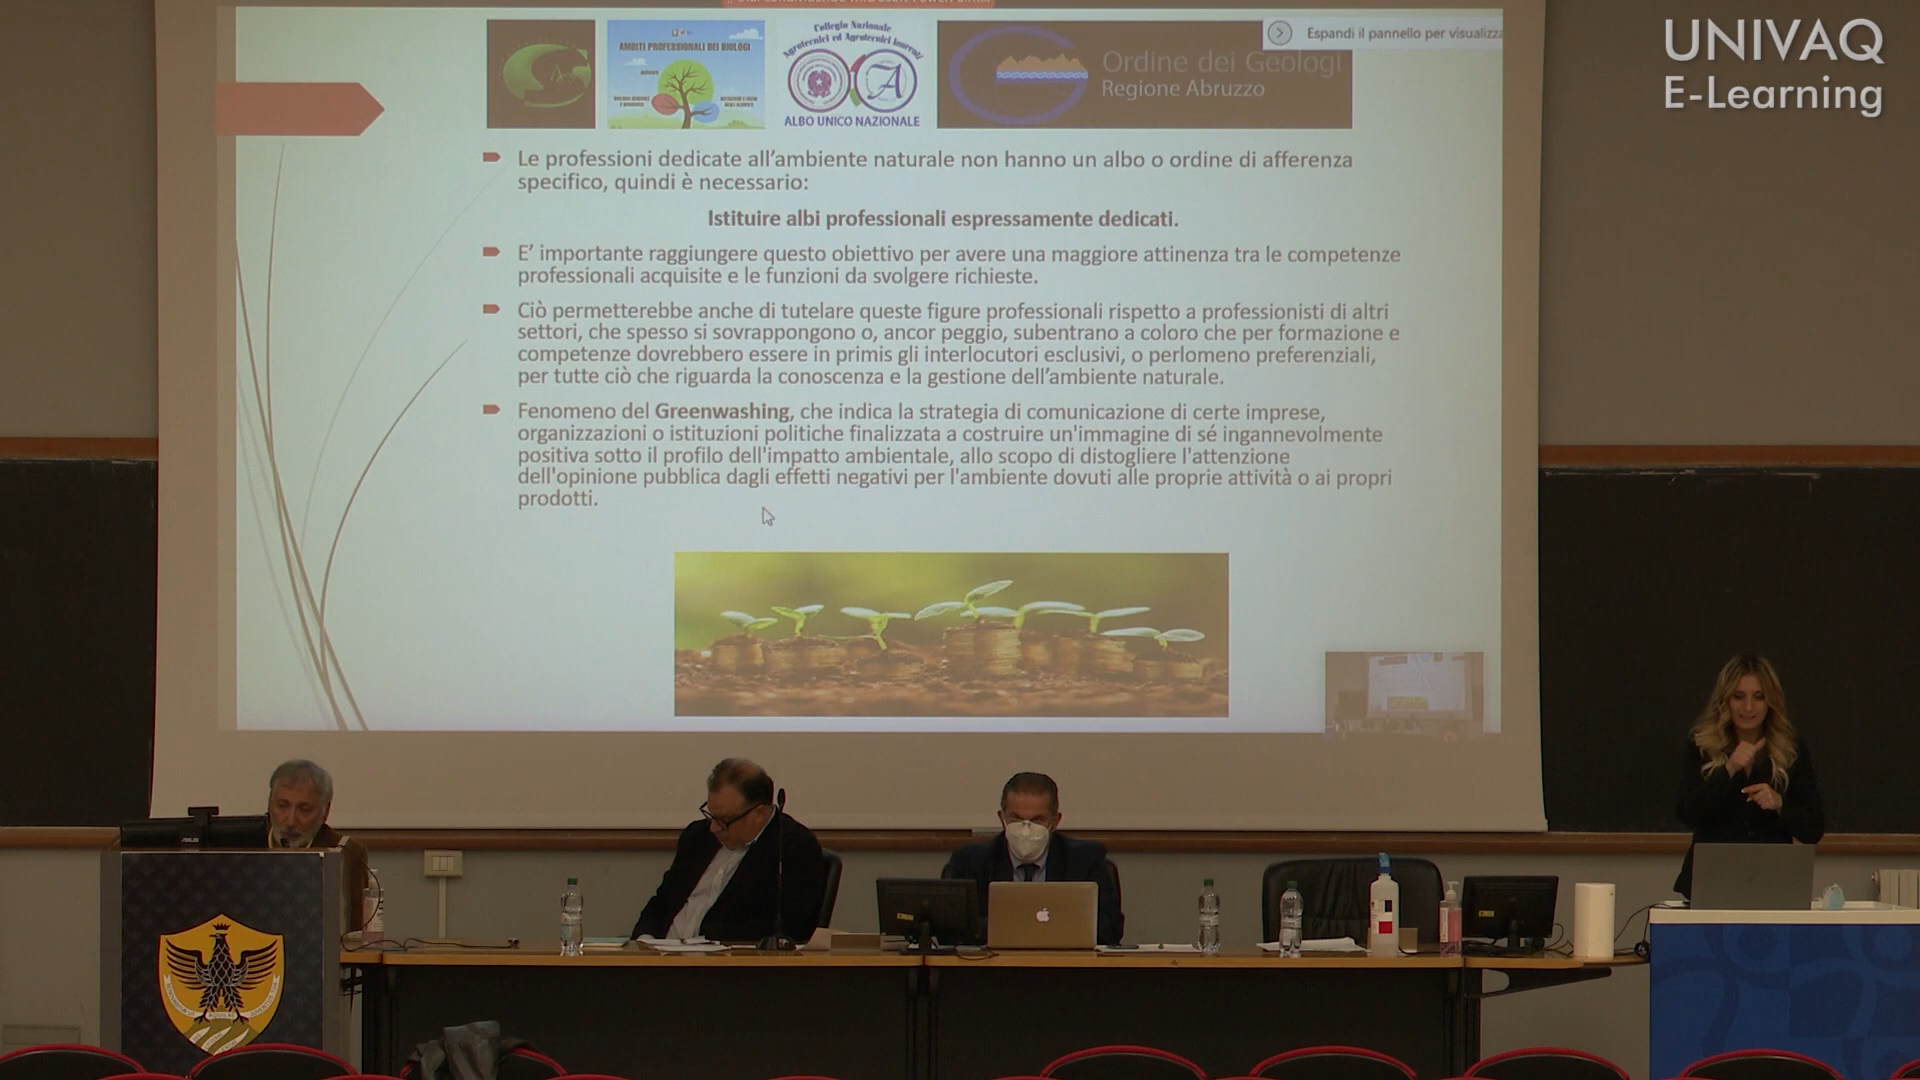 UNIVAQ
E-Learning
Espandi il pannello per visualizza
AMBITI PROFESSIONALI DEI BIOLOGI
Collegio Nazionale
Agrotecnici ed Agrotecnici laureati
ALBO UNICO NAZIONALE
Ordine dei Geologi
Regione Abruzzo
Le professioni dedicate all’ambiente naturale non hanno un albo o ordine di afferenza
specifico, quindi è necessario:
Istituire albi professionali espressamente dedicati.
E’ importante raggiungere questo obiettivo per avere una maggiore attinenza tra le competenze
professionali acquisite e le funzioni da svolgere richieste.
Ciò permetterebbe anche di tutelare queste figure professionali rispetto a professionisti di altri
settori, che spesso si sovrappongono o, ancor peggio, subentrano a coloro che per formazione e
competenze dovrebbero essere in primis gli interlocutori esclusivi, o perlomeno preferenziali,
per tutte ciò che riguarda la conoscenza e la gestione dell’ambiente naturale.
Fenomeno del Greenwashing, che indica la strategia di comunicazione di certe imprese,
organizzazioni o istituzioni politiche finalizzata a costruire un'immagine di sé ingannevolmente
positiva sotto il profilo dell'impatto ambientale, allo scopo di distogliere l'attenzione
dell'opinione pubblica dagli effetti negativi per l'ambiente dovuti alle proprie attività o ai propri
prodotti.